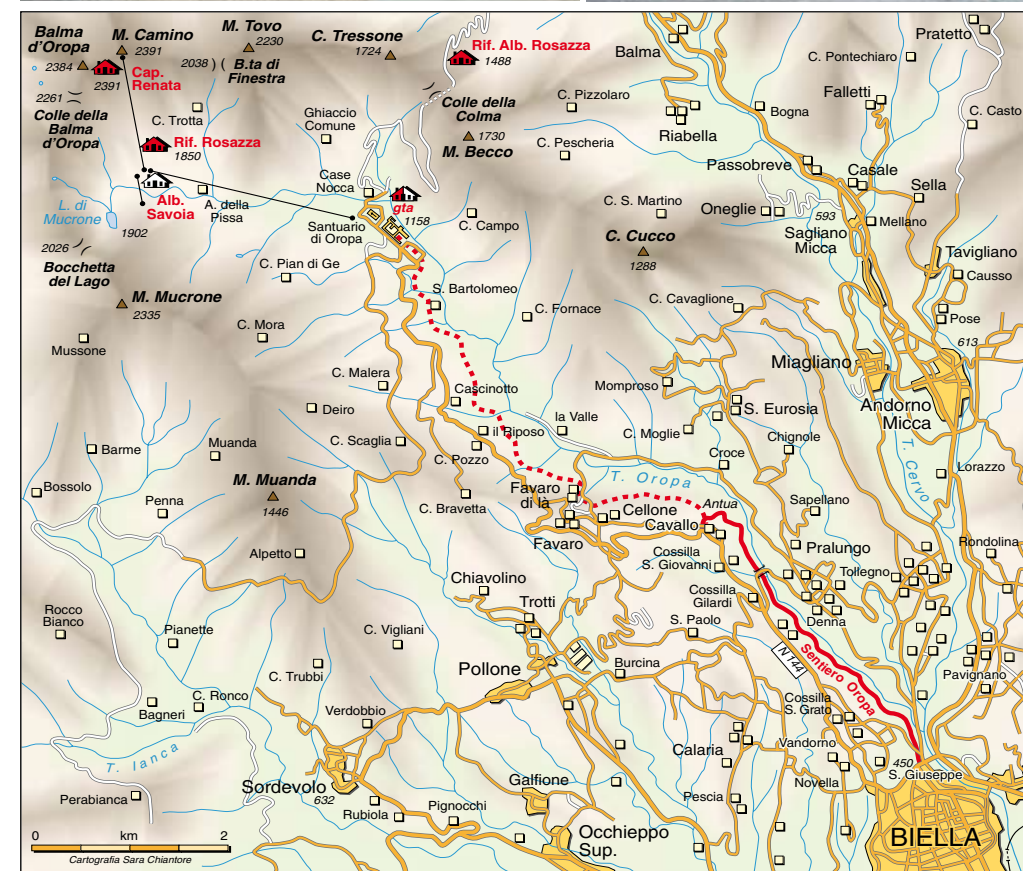 Balma
d'Oropa
2384
M. Camino
2391
M. Tovo
2230
C. Tressone
1724
Rif. Alb. Rosazza
1488
Balma
Pratetto
C. Pontechiaro
Cap.
Renata
2391
2038
B.ta di
Finestra
2261
Colle della
Balma
d'Oropa
C. Trotta
Ghiaccio
Comune
Colle della
Colma
1730
M. Becco
C. Pizzolaro
C. Pescheria
Riabella
Bogna
Falletti
C. Casto
Rif. Rosazza
1850
Passobreve
Casale
Sella
Case
Nocca
Alb.
Savoia
A. della
Pissa
L. di
Mucrone
1902
gta
1158
Santuario
di Oropa
C. Campo
C. S. Martino
Oneglie
593
Sagliano
Micca
Mellano
2026
Bocchetta
del Lago
C. Pian di Ge
C. Cucco
1288
Tavigliano
Causso
M. Mucrone
2335
S. Bartolomeo
C. Fornace
C. Cavaglione
Pose
613
Mussone
C. Mora
C. Malera
Cascinotto
Momproso
Miagliano
Andorno
Micca
Deiro
la Valle
S. Eurosia
C. Scaglia
il Riposo
C. Moglie
Chignole
Barme
Muanda
C. Pozzo
Croce
T. Cervo
Lorazzo
M. Muanda
1446
Bossolo
Penna
C. Bravetta
Favaro
di là
T. Oropa
Antua
Cellone
Cavallo
Sapellano
Favaro
Alpetto
Cossilla
S. Giovanni
Pralungo
Rondolina
Chiavolino
Tollegno
Cossilla
Gilardi
Rocco
Bianco
Trotti
Denna
Pianette
C. Vigliani
S. Paolo
N144
Sentiero Oropa
Pollone
Burcina
Pavignano
C. Trubbi
C. Ronco
Bagneri
Verdobbio
Cossilla
S. Grato
T. Ianca
Calaria
Vandorno
450
S. Giuseppe
Sordevolo
632
Galfione
Novella
Perabianca
Rubiola
Pignocchi
Pescia
Occhieppo
Sup.
BIELLA
0 km 2
Cartografia Sara Chiantore